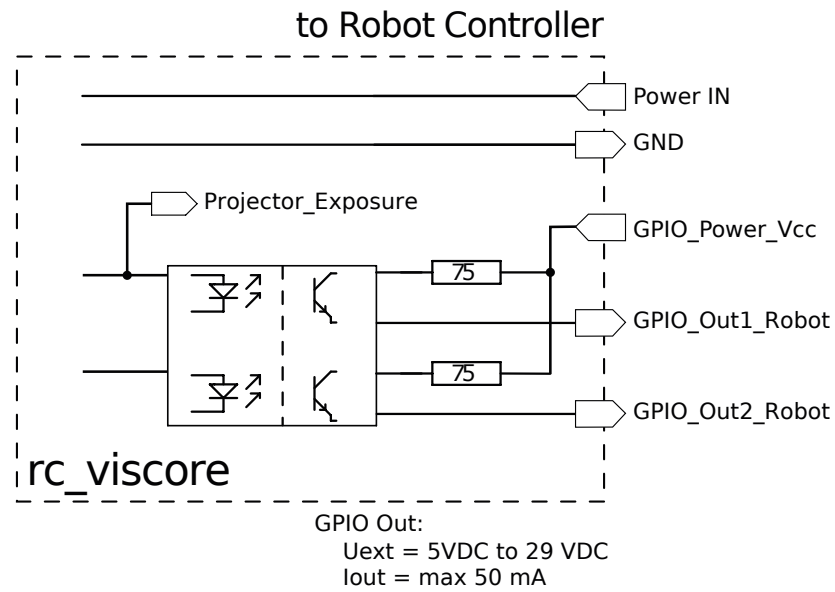 to Robot Controller
Power IN
GND
Projector_Exposure
GPIO_Power_Vcc
75
GPIO_Out1_Robot
75
GPIO_Out2_Robot
rc_viscore
GPIO Out:
Uext = 5VDC to 29 VDC
Iout = max 50 mA